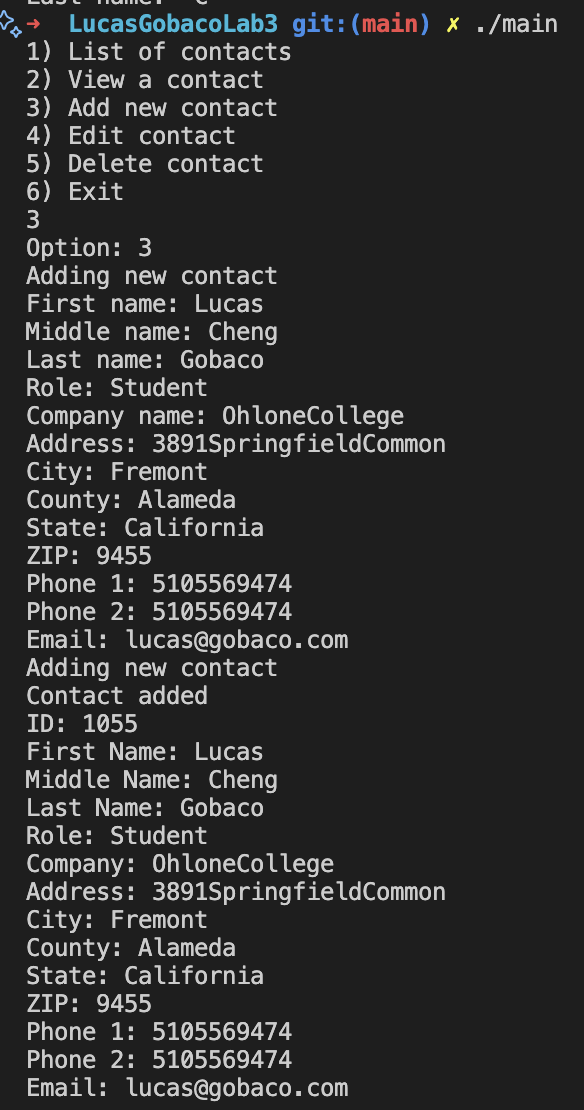 Last name: C
➜ LucasGobacoLab3 git:(main) ✗ ./main
1) List of contacts
2) View a contact
3) Add new contact
4) Edit contact
5) Delete contact
6) Exit
3
Option: 3
Adding new contact
First name: Lucas
Middle name: Cheng
Last name: Gobaco
Role: Student
Company name: OhloneCollege
Address: 3891SpringfieldCommon
City: Fremont
County: Alameda
State: California
ZIP: 9455
Phone 1: 5105569474
Phone 2: 5105569474
Email: lucas@gobaco.com
Adding new contact
Contact added
ID: 1055
First Name: Lucas
Middle Name: Cheng
Last Name: Gobaco
Role: Student
Company: OhloneCollege
Address: 3891SpringfieldCommon
City: Fremont
County: Alameda
State: California
ZIP: 9455
Phone 1: 5105569474
Phone 2: 5105569474
Email: lucas@gobaco.com